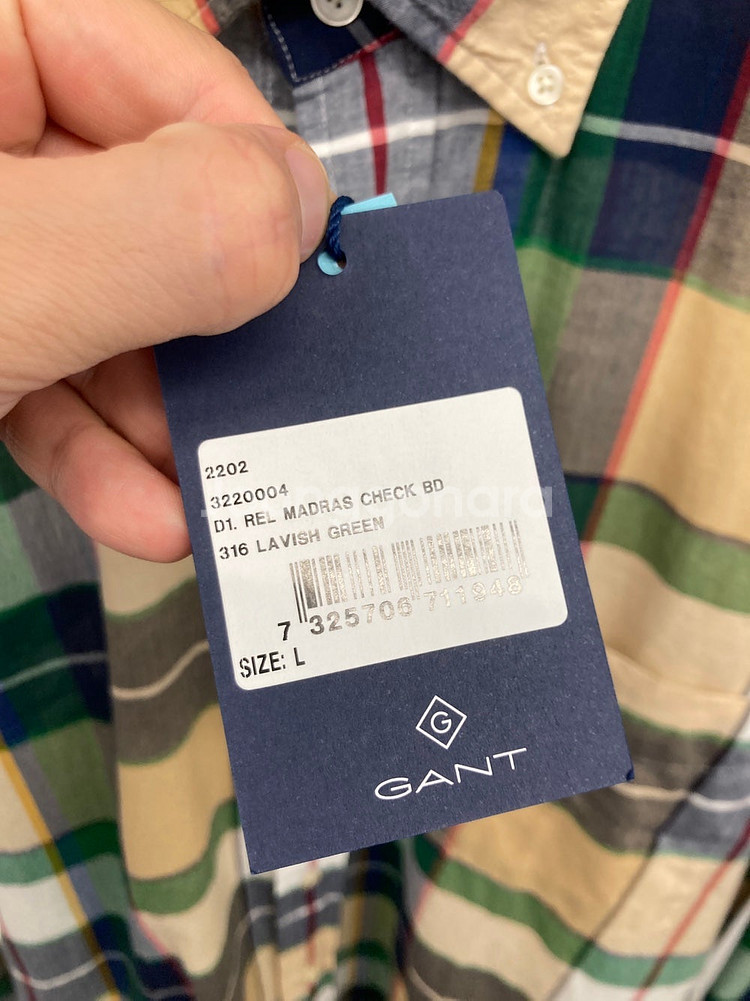 2202
3220004
D1. REL MADRAS CHECK BD
316 LAVISH GREEN
7 325706 711948
SIZE: L
G
GANT